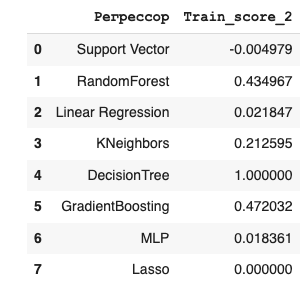 Perpeccop Train_score_2
0 Support Vector -0.004979
1 RandomForest 0.434967
2 Linear Regression 0.021847
3 KNeighbors 0.212595
4 DecisionTree 1.000000
5 GradientBoosting 0.472032
6 MLP 0.018361
7 Lasso 0.000000